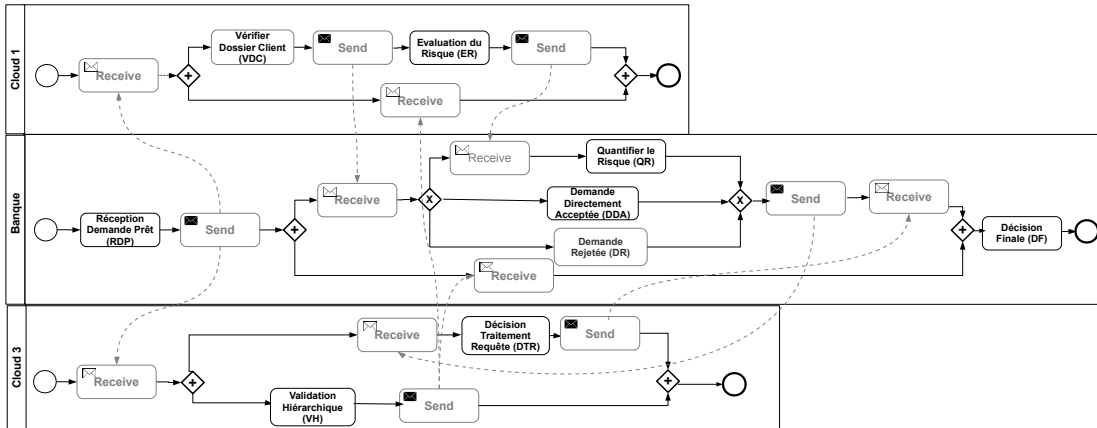 Cloud 1
Receive
Vérifier
Dossier Client
(VDC)
Send
Evaluation du
Risque (ER)
Send
Receive
Banque
Réception
Demande Prêt
(RDP)
Send
Receive
X
Receive
Quantifier le
Risque (QR)
Demande
Directement
Acceptée (DDA)
Demande
Rejetée (DR)
Receive
X
Send
Receive
Décision
Finale (DF)
Cloud 3
Receive
Receive
Décision
Traitement
Requête (DTR)
Send
Validation
Hiérarchique
(VH)
Send